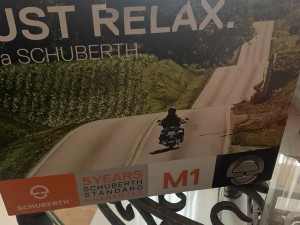 UST RELAX.
a SCHUBERTH
SCHUBERTH
5 YEARS
SCHUBERTH
STANDARD
M1